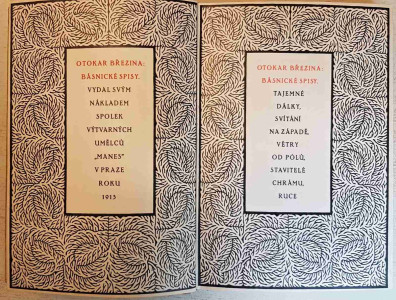 OTOKAR BŘEZINA:
BÁSNICKÉ SPISY.
VYDAL SVÝM
NÁKLADEM
SPOLEK
VÝTVARNÝCH
UMĚLCŮ
„MANES"
V PRAZE
ROKU
1913
OTOKAR BŘEZINA:
BÁSNICKÉ SPISY.
TAJEMNÉ
DÁLKY,
SVÍTÁNÍ
NA ZÁPADĚ,
VĚTRY
OD PÓLŮ,
STAVITELÉ
CHRÁMU,
RUCE